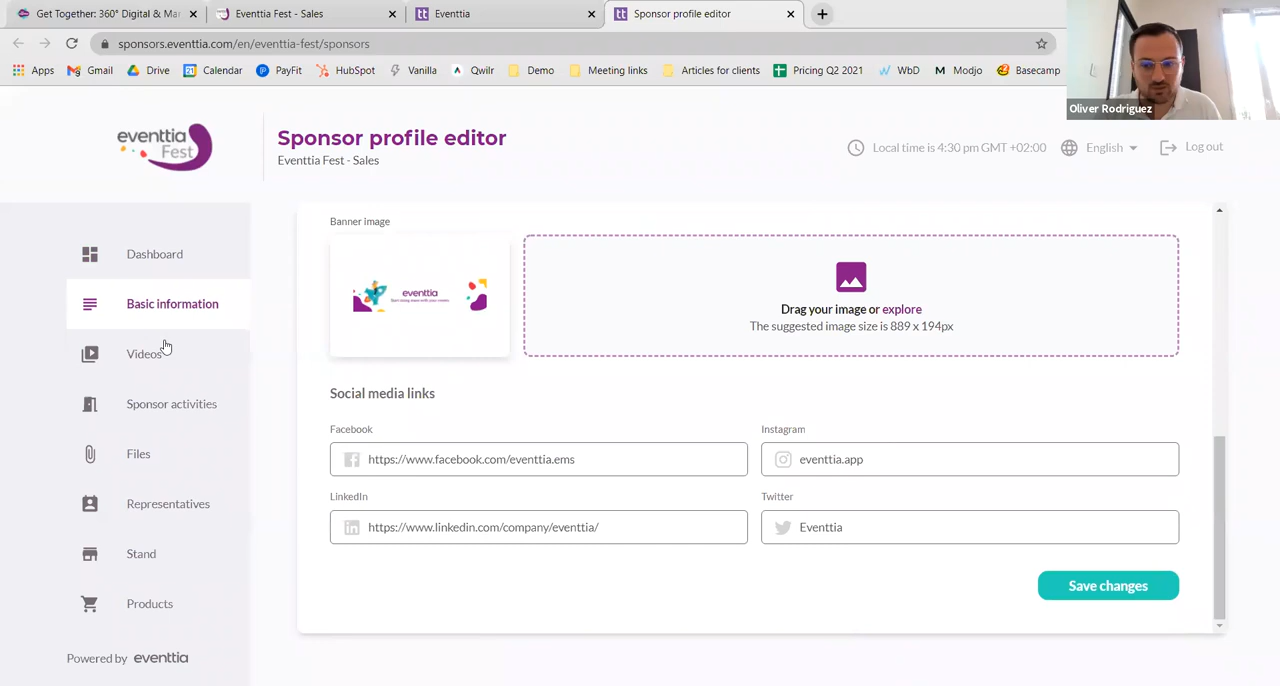 Get Together: 360° Digital & Mar
Eventtia Fest - Sales
Eventtia
Sponsor profile editor
sponsors.eventtia.com/en/eventtia-fest/sponsors
Apps
Gmail
Drive
Calendar
PayFit
HubSpot
Vanilla
Qwilr
Demo
Meeting links
Articles for clients
Pricing Q2 2021
WbD
Modjo
Basecamp
Oliver Rodriguez
eventtia
Fest
Sponsor profile editor
Eventtia Fest - Sales
Local time is 4:30 pm GMT +02:00
English
Log out
Dashboard
Basic information
Videos
Sponsor activities
Files
Representatives
Stand
Products
Powered by eventtia
Banner image
eventtia
Drag your image or explore
The suggested image size is 889 x 194px
Social media links
Facebook
Instagram
https://www.facebook.com/eventtia.ems
eventtia.app
LinkedIn
Twitter
https://www.linkedin.com/company/eventtia/
Eventtia
Save changes